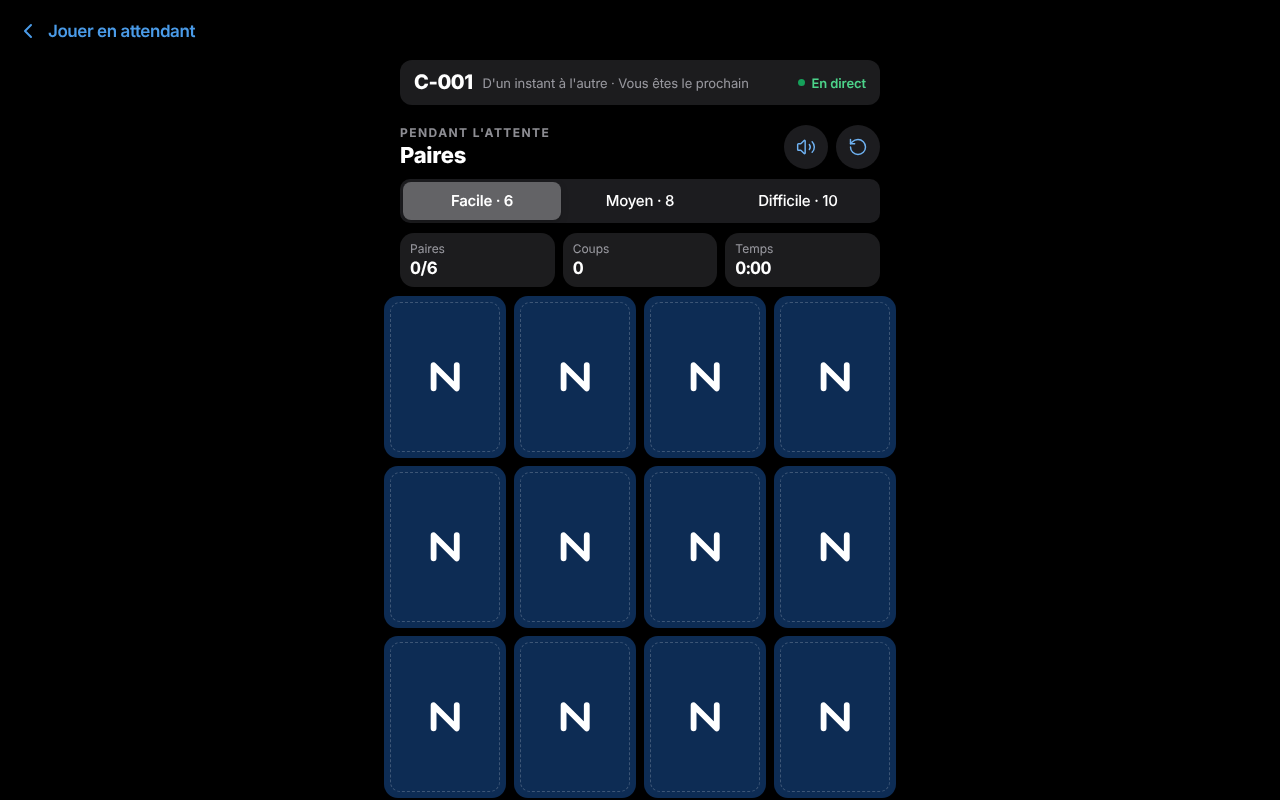 Jouer en attendant
C-001 D'un instant à l'autre · Vous êtes le prochain En direct
PENDANT L'ATTENTE
Paires
Facile · 6 Moyen · 8 Difficile · 10
Paires Coups Temps
0/6 0 0:00
N N N N
N N N N
N N N N